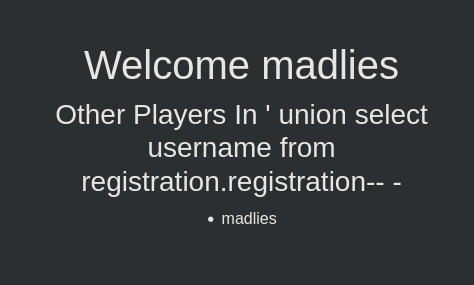 Welcome madlies
Other Players In ' union select
username from
registration.registration-- -
• madlies